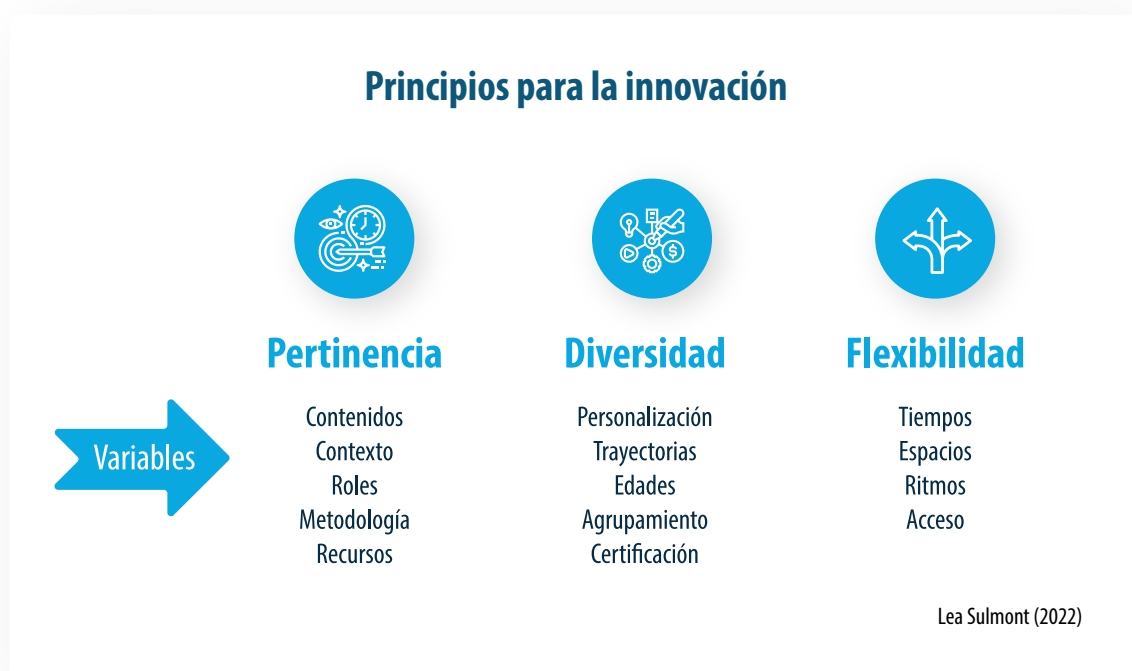 Principios para la innovación
Pertinencia
Diversidad
Flexibilidad
Variables
Contenidos
Contexto
Roles
Metodología
Recursos
Personalización
Trayectorias
Edades
Agrupamiento
Certificación
Tiempos
Espacios
Ritmos
Acceso
Lea Sulmont (2022)